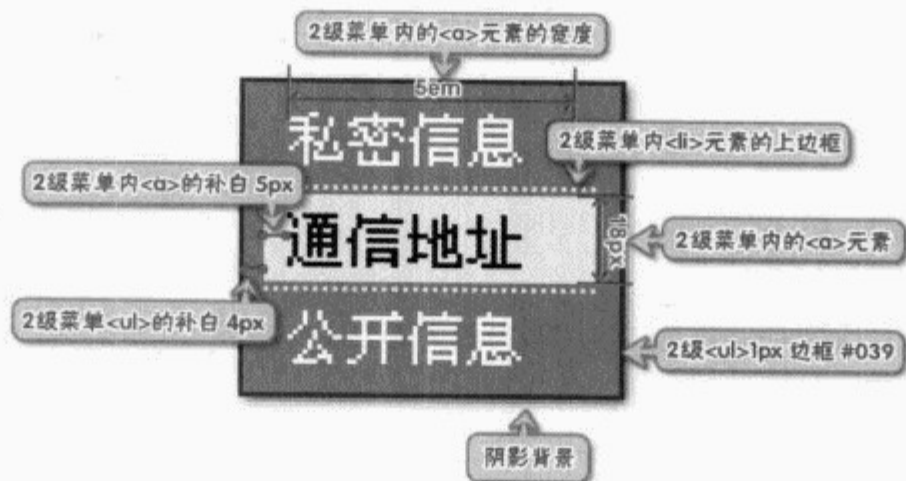 2级菜单内的<a>元素的宽度
5em
私密信息
2级菜单内<li>元素的上边框
2级菜单内<a>的补白 5px
通信地址
18px
2级菜单内的<a>元素
2级菜单<ul>的补白 4px
公开信息
2级<ul>1px 边框 #039
阴影背景